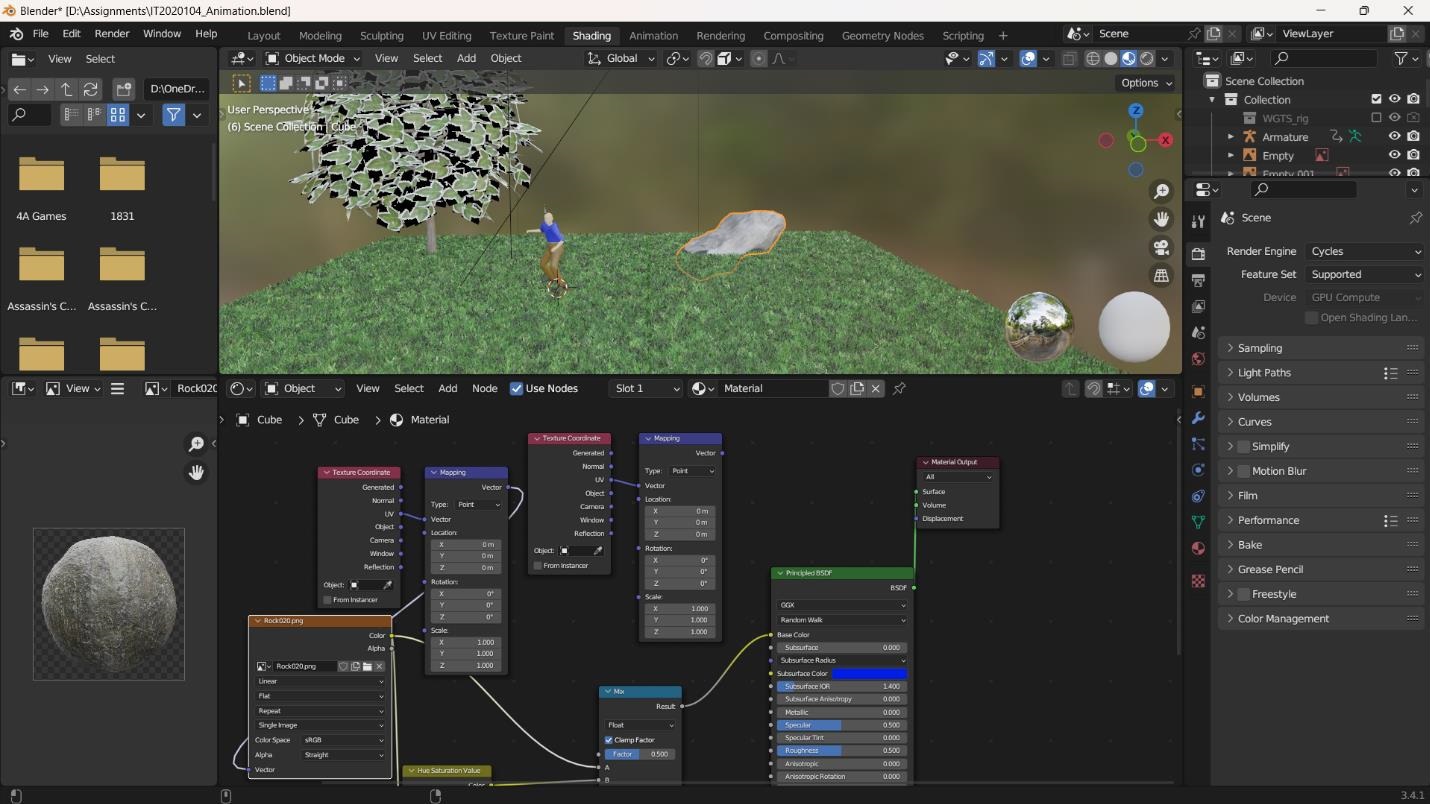 Blender* [D:\Assignments\IT2020104_Animation.blend]
File Edit Render Window Help
Layout Modeling Sculpting UV Editing Texture Paint Shading Animation Rendering Compositing Geometry Nodes Scripting +
Scene
ViewLayer
View Select
Object Mode View Select Add Object
Global
D:\OneDr...
Options
User Perspective
(6) Scene Collection | Cube
Z
X
4A Games
1831
Assassin's C...
Assassin's C...
Scene Collection
Collection
WGTS_rig
Armature
Empty
Empty.001
Scene
Render Engine Cycles
Feature Set Supported
Device GPU Compute
Open Shading Lan...
Sampling
Light Paths
Volumes
Curves
Simplify
Motion Blur
Film
Performance
Bake
Grease Pencil
Freestyle
Color Management
View
Rock020
Object View Select Add Node Use Nodes Slot 1 Material
Cube > Cube > Material
Texture Coordinate
Generated
Normal
UV
Object
Camera
Window
Reflection
Object:
From Instancer
Mapping
Vector
Type: Point
Vector
Location:
X 0 m
Y 0 m
Z 0 m
Rotation:
X 0°
Y 0°
Z 0°
Scale:
X 1.000
Y 1.000
Z 1.000
Texture Coordinate
Generated
Normal
UV
Object
Camera
Window
Reflection
Object:
From Instancer
Mapping
Vector
Type: Point
Vector
Location:
X 0 m
Y 0 m
Z 0 m
Rotation:
X 0°
Y 0°
Z 0°
Scale:
X 1.000
Y 1.000
Z 1.000
Rock020.png
Color
Alpha
Rock020.png
Linear
Flat
Repeat
Single Image
Color Space sRGB
Alpha Straight
Vector
Hue Saturation Value
Color
Mix
Result
Float
Clamp Factor
Factor 0.500
A
B
Principled BSDF
BSDF
GGX
Random Walk
Base Color
Subsurface 0.000
Subsurface Radius
Subsurface Color
Subsurface IOR 1.400
Subsurface Anisotropy 0.000
Metallic 0.000
Specular 0.500
Specular Tint 0.000
Roughness 0.500
Anisotropic 0.000
Anisotropic Rotation 0.000
Material Output
All
Surface
Volume
Displacement
3.4.1